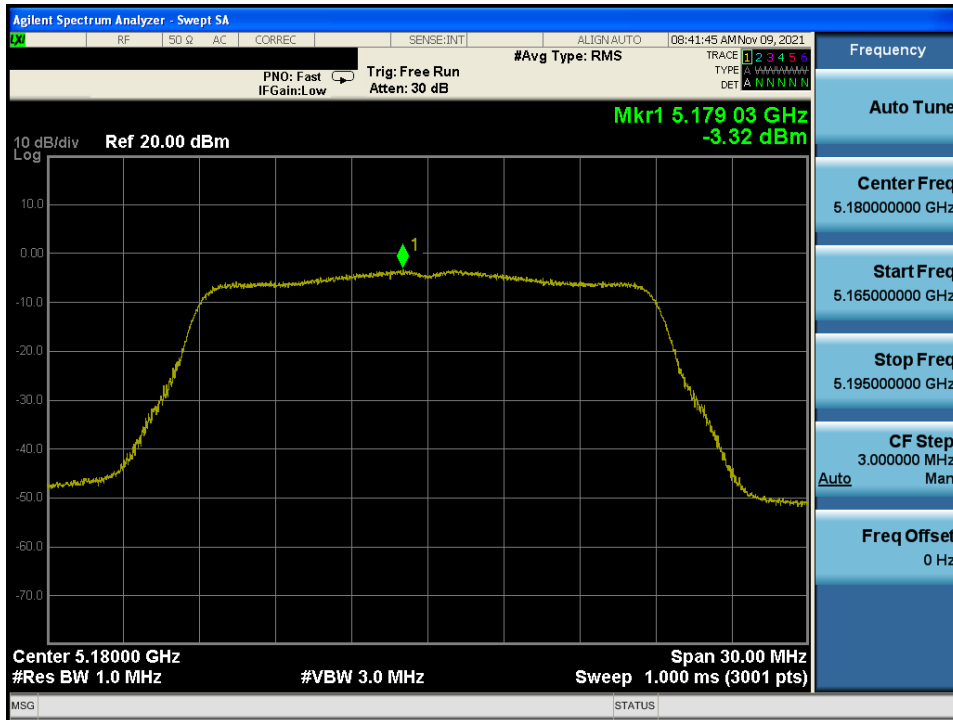 Agilent Spectrum Analyzer - Swept SA
LXI RF 50 Ω AC CORREC SENSE:INT ALIGN AUTO 08:41:45 AM Nov 09, 2021
PNO: Fast
IFGain:Low
Trig: Free Run
Atten: 30 dB
#Avg Type: RMS
TRACE 1 2 3 4 5 6
TYPE A WWWWW
DET A N N N N N
Mkr1 5.179 03 GHz
-3.32 dBm
10 dB/div
Log
Ref 20.00 dBm
10.0
0.00
-10.0
-20.0
-30.0
-40.0
-50.0
-60.0
-70.0
1
Center 5.18000 GHz
#Res BW 1.0 MHz
#VBW 3.0 MHz
Span 30.00 MHz
Sweep 1.000 ms (3001 pts)
MSG
STATUS
Frequency
Auto Tune
Center Freq
5.180000000 GHz
Start Freq
5.165000000 GHz
Stop Freq
5.195000000 GHz
CF Step
3.000000 MHz
Auto Man
Freq Offset
0 Hz